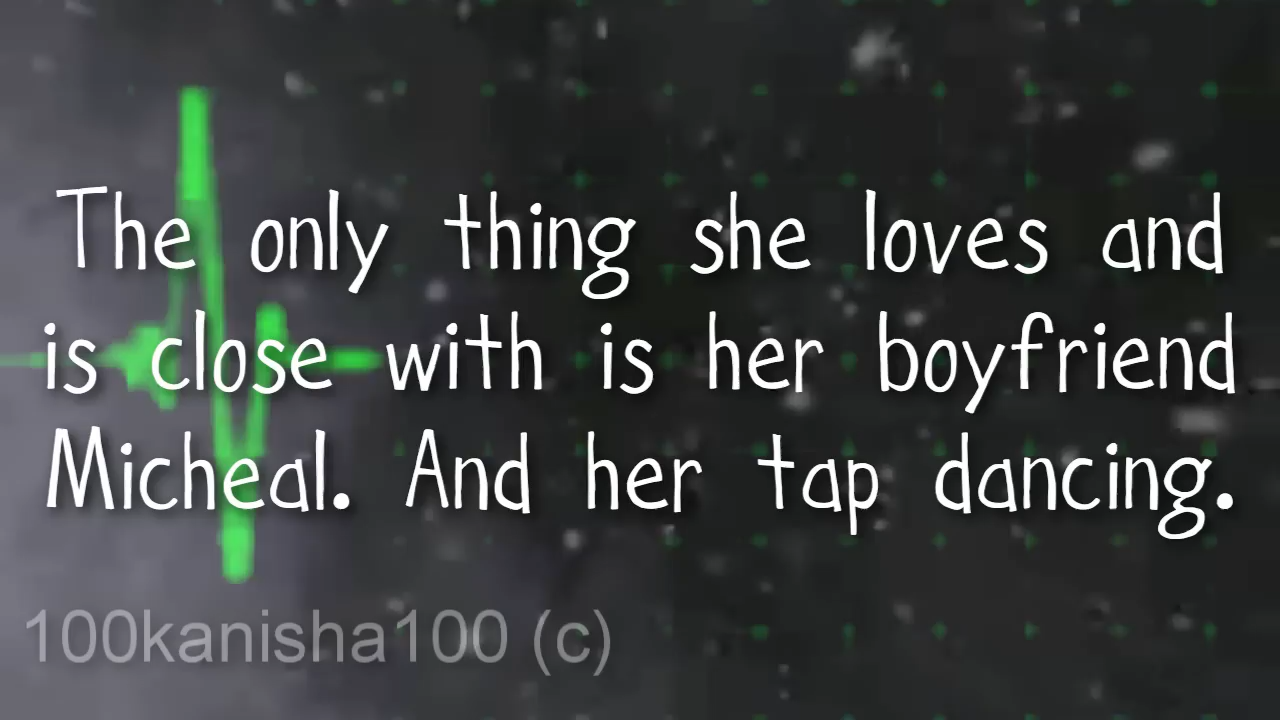 The only thing she loves and
is close with is her boyfriend
Micheal. And her tap dancing.
100kanisha100 (c)